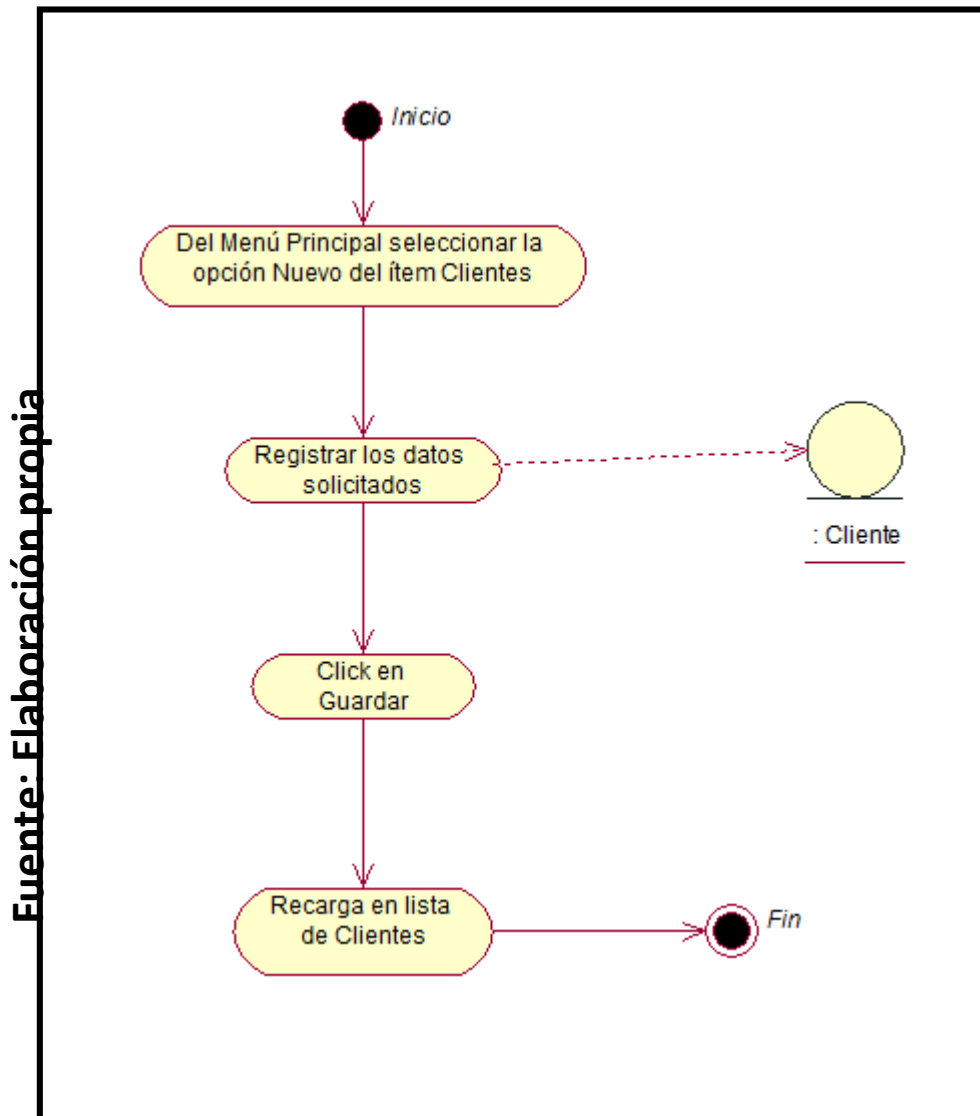 Inicio
Del Menú Principal seleccionar la
opción Nuevo del ítem Clientes
Registrar los datos
solicitados
: Cliente
Click en
Guardar
Recarga en lista
de Clientes
Fin
Fuente: Elaboración propia